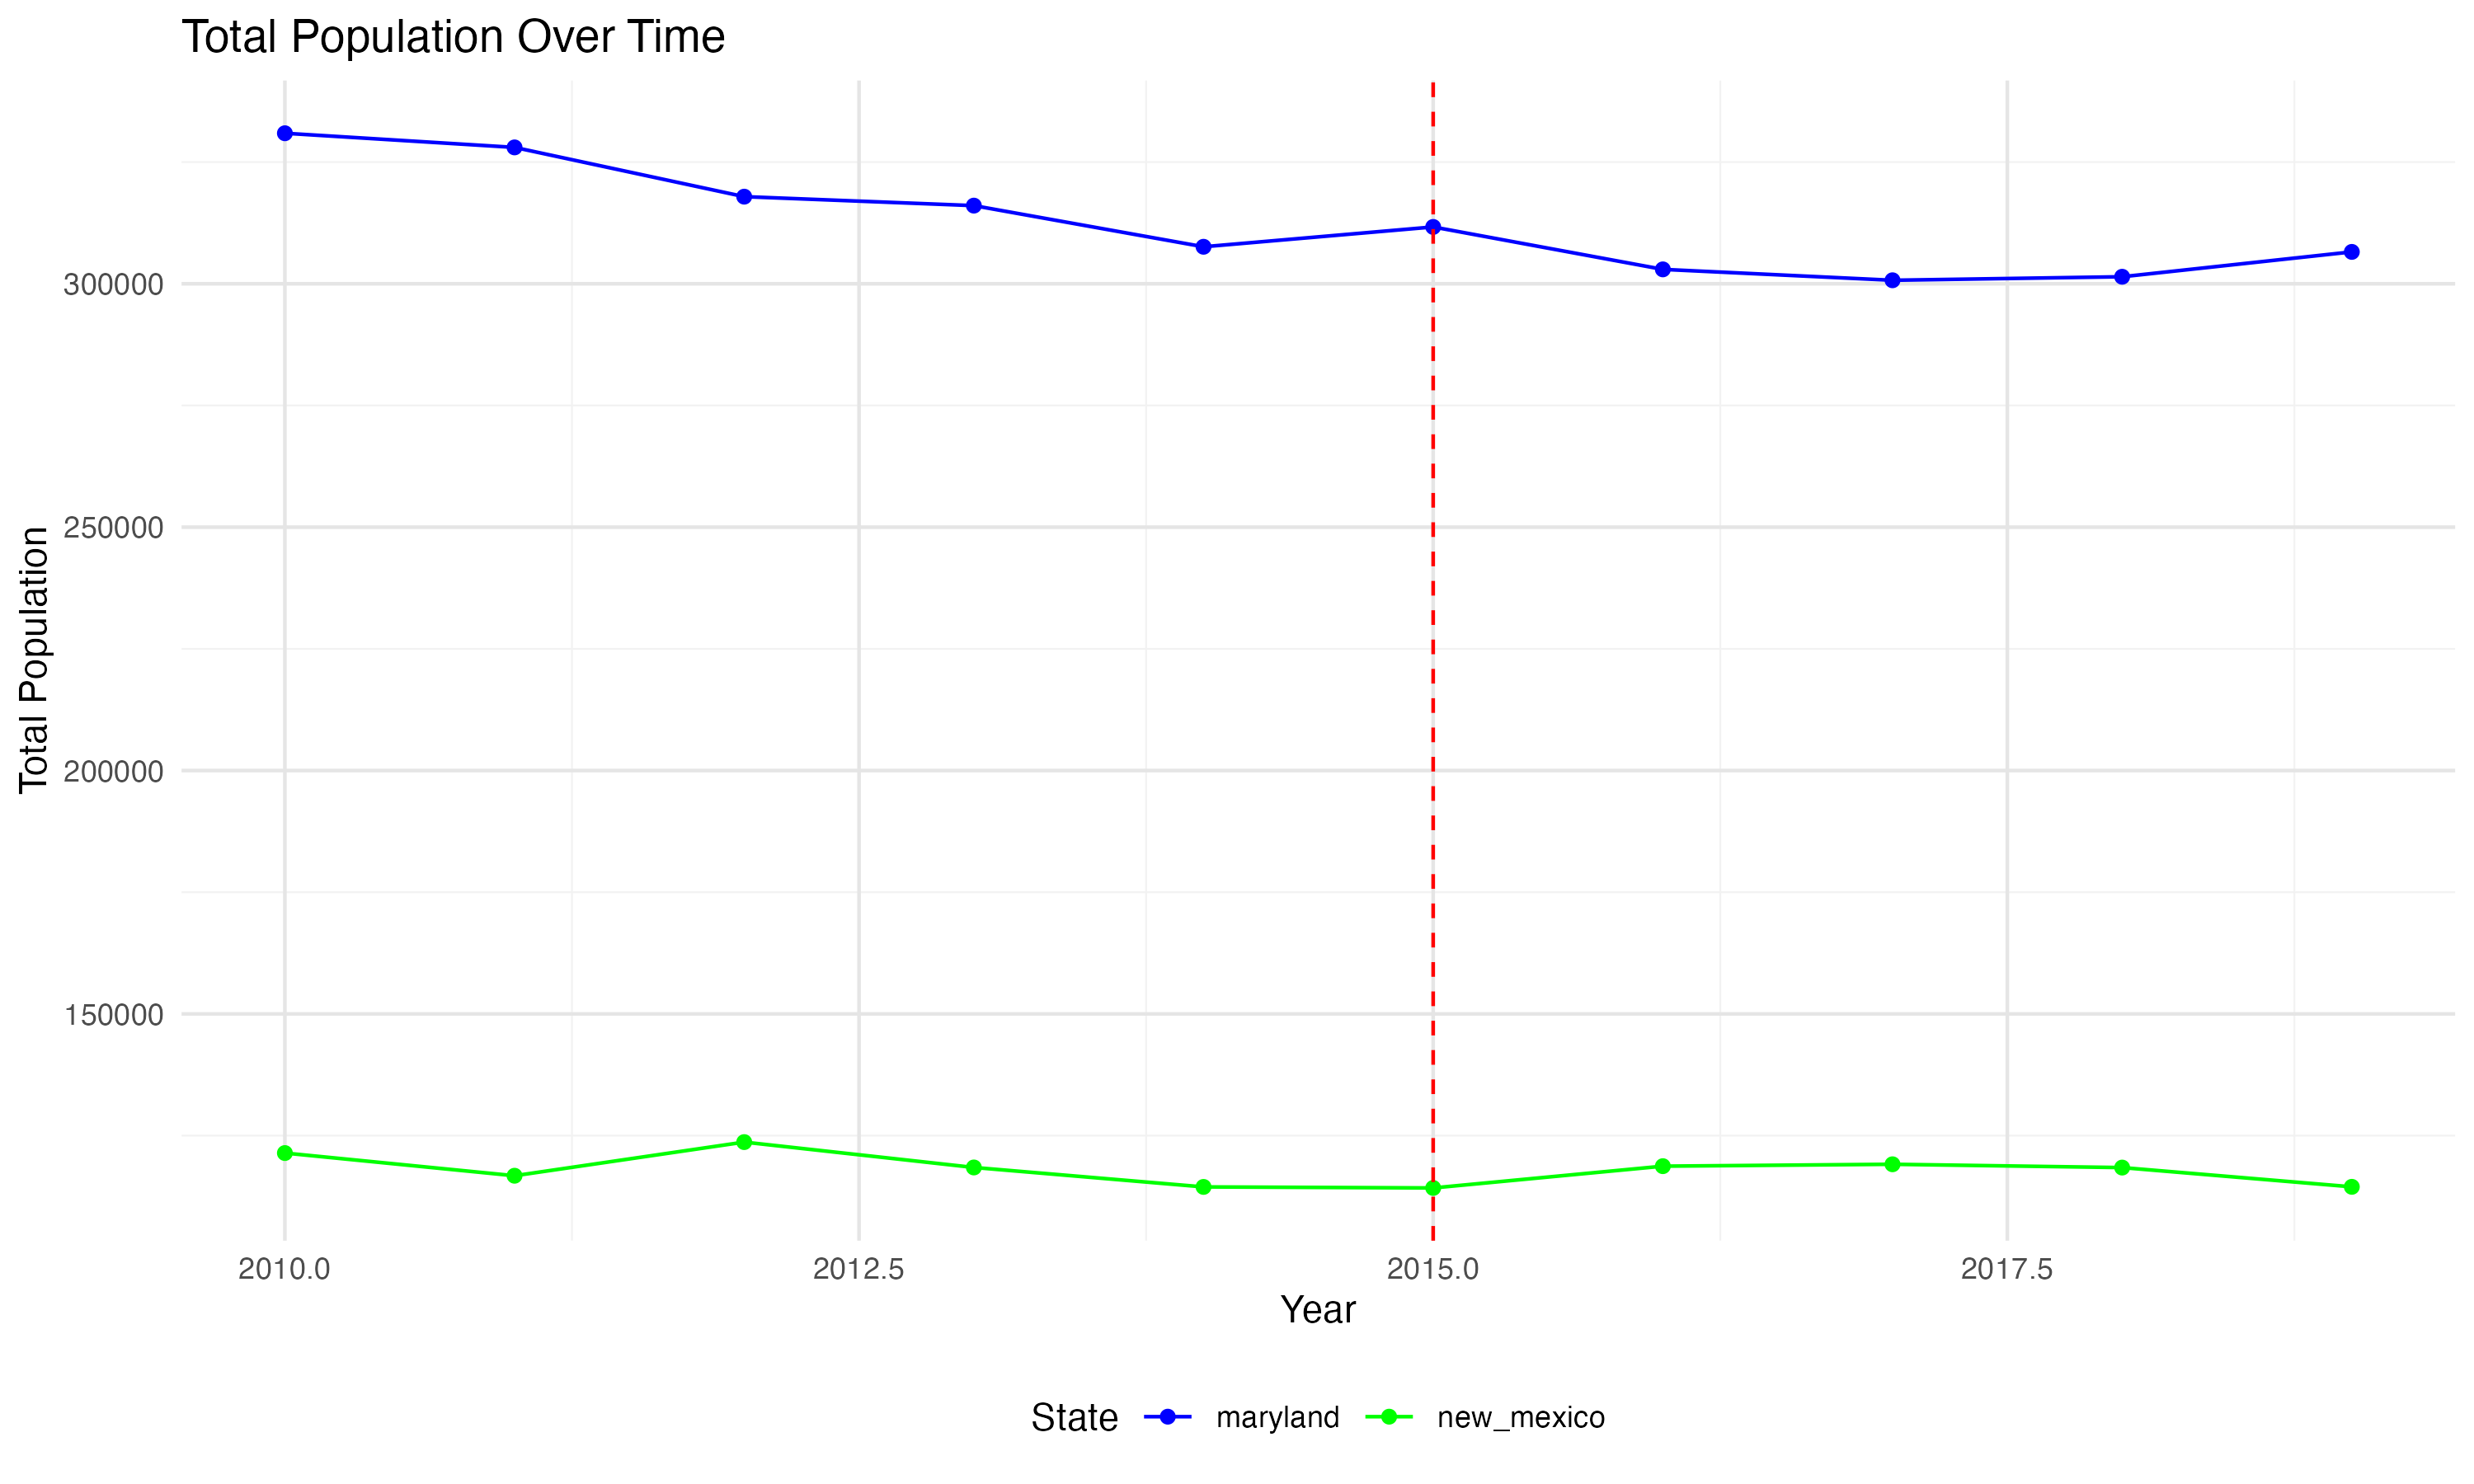 Total Population Over Time
Total Population
300000
250000
200000
150000
2010.0 2012.5 2015.0 2017.5
Year
State maryland new_mexico